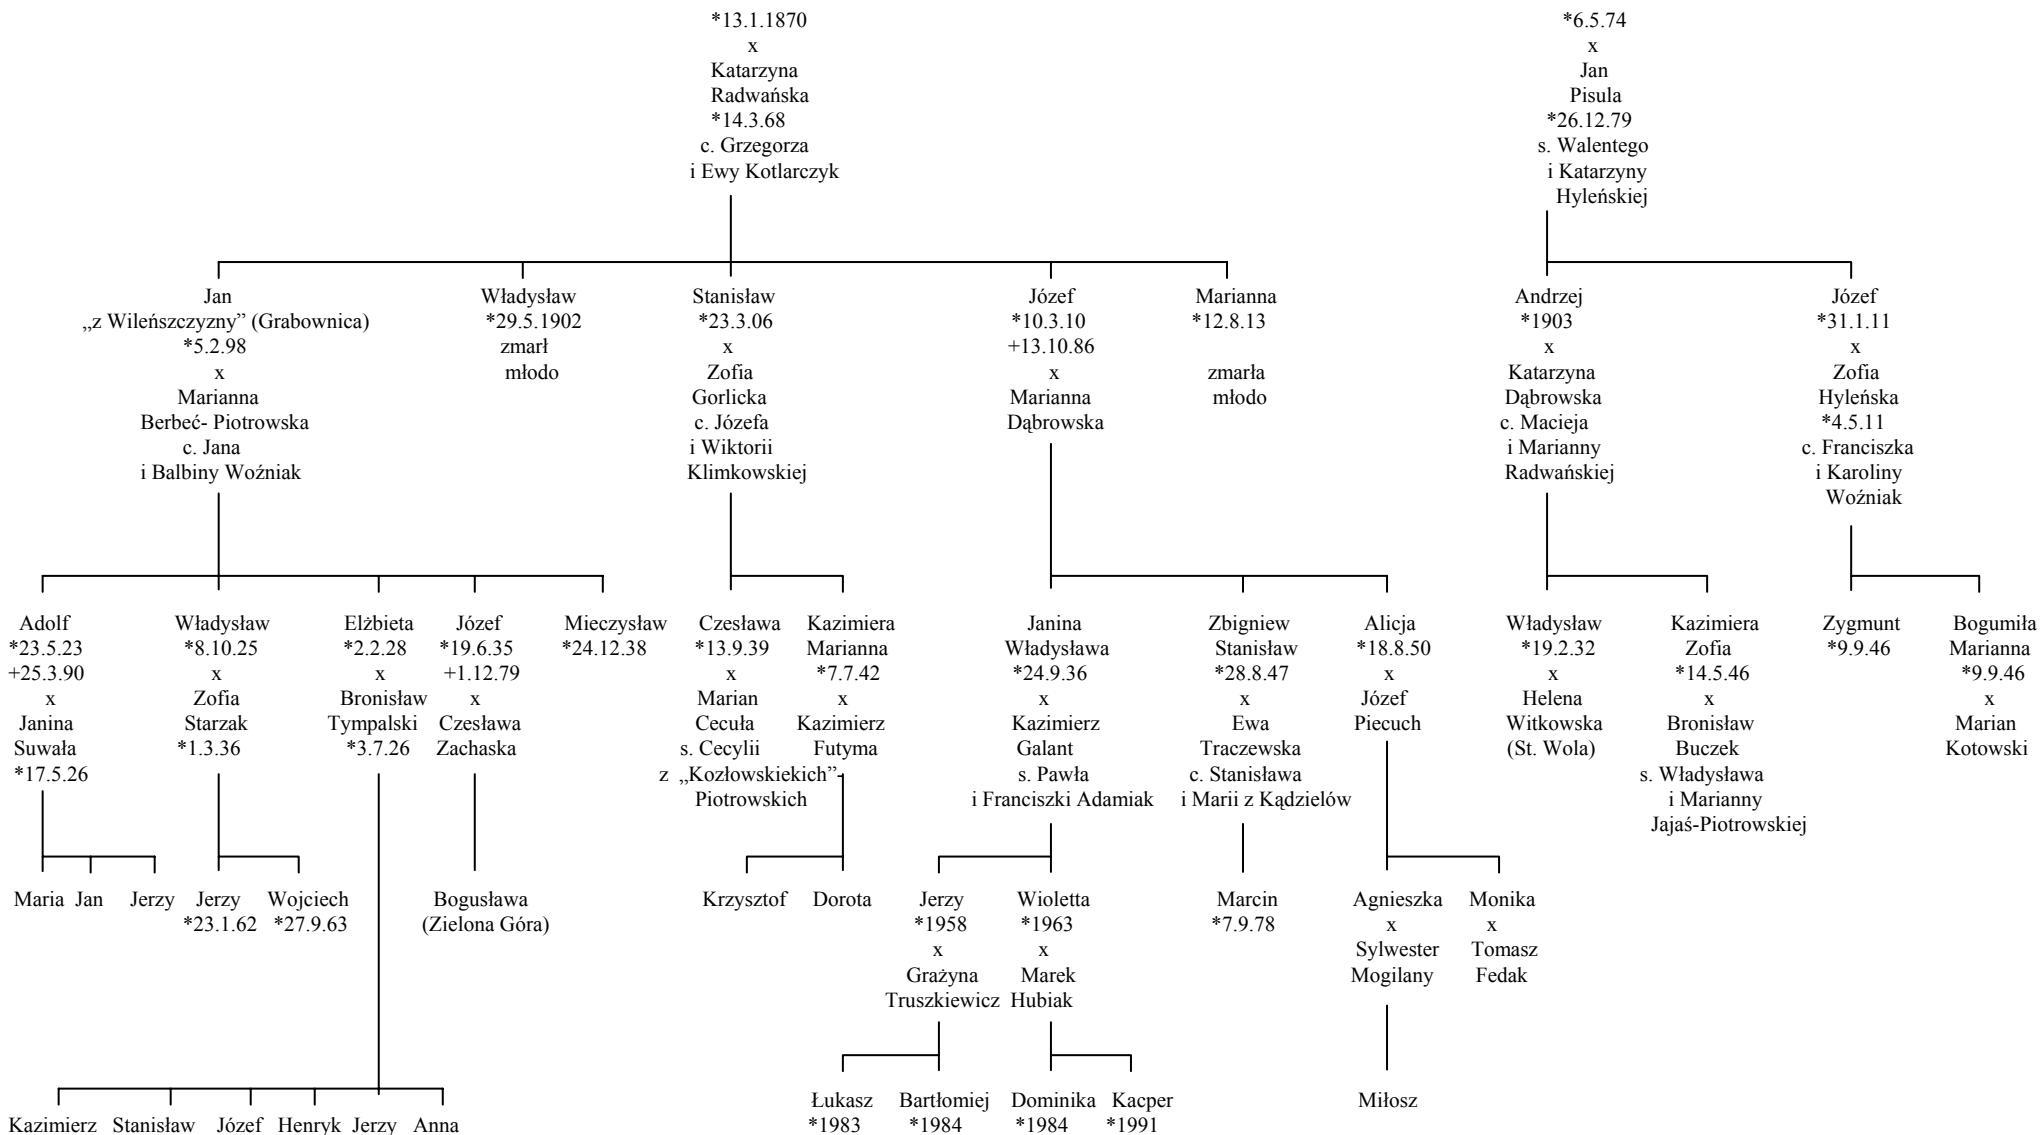 *13.1.1870
x
Katarzyna
Radwańska
*14.3.68
c. Grzegorza
i Ewy Kotlarczyk
*6.5.74
x
Jan
Pisula
*26.12.79
s. Walentego
i Katarzyny
Hyleńskiej
Jan
„z Wileńszczyzny” (Grabownica)
*5.2.98
x
Marianna
Berbeć- Piotrowska
c. Jana
i Balbiny Woźniak
Władysław
*29.5.1902
zmarł
młodo
Stanisław
*23.3.06
x
Zofia
Gorlicka
c. Józefa
i Wiktorii
Klimkowskiej
Józef
*10.3.10
+13.10.86
x
Marianna
Dąbrowska
Marianna
*12.8.13
zmarła
młodo
Andrzej
*1903
x
Katarzyna
Dąbrowska
c. Macieja
i Marianny
Radwańskiej
Józef
*31.1.11
x
Zofia
Hyleńska
*4.5.11
c. Franciszka
i Karoliny
Woźniak
Adolf
*23.5.23
+25.3.90
x
Janina
Suwała
*17.5.26
Władysław
*8.10.25
x
Zofia
Starzak
*1.3.36
Elżbieta
*2.2.28
x
Bronisław
Tympalski
*3.7.26
Józef
*19.6.35
+1.12.79
x
Czesława
Zachaska
Mieczysław
*24.12.38
Czesława
*13.9.39
x
Marian
Cecuła
s. Cecylii
z „Kozłowskiekich”-
Piotrowskich
Kazimiera
Marianna
*7.7.42
x
Kazimierz
Futyma
Janina
Władysława
*24.9.36
x
Kazimierz
Galant
s. Pawła
i Franciszki Adamiak
Zbigniew
Stanisław
*28.8.47
x
Ewa
Traczewska
c. Stanisława
i Marii z Kądzielów
Alicja
*18.8.50
x
Józef
Piecuch
Władysław
*19.2.32
x
Helena
Witkowska
(St. Wola)
Kazimiera
Zofia
*14.5.46
x
Bronisław
Buczek
s. Władysława
i Marianny
Jajaś-Piotrowskiej
Zygmunt
*9.9.46
Bogumiła
Marianna
*9.9.46
x
Marian
Kotowski
Maria
Jan
Jerzy
Jerzy
*23.1.62
Wojciech
*27.9.63
Bogusława
(Zielona Góra)
Krzysztof
Dorota
Jerzy
*1958
x
Grażyna
Truszkiewicz
Wioletta
*1963
x
Marek
Hubiak
Marcin
*7.9.78
Agnieszka
x
Sylwester
Mogilany
Monika
x
Tomasz
Fedak
Kazimierz
Stanisław
Józef
Henryk
Jerzy
Anna
Łukasz
*1983
Bartłomiej
*1984
Dominika
*1984
Kacper
*1991
Miłosz